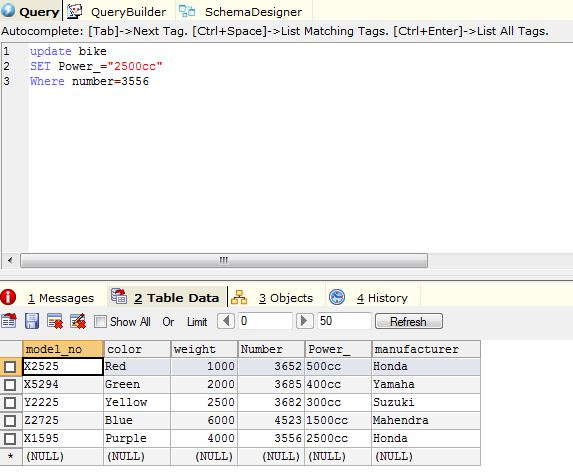 Query QueryBuilder SchemaDesigner
Autocomplete: [Tab]->Next Tag. [Ctrl+Space]->List Matching Tags. [Ctrl+Enter]->List All Tags.
1 update bike
2 SET Power_="2500cc"
3 Where number=3556
1 Messages 2 Table Data 3 Objects 4 History
Show All Or Limit 0 50 Refresh
model_no color weight Number Power_ manufacturer
X2525 Red 1000 3652 500cc Honda
X5294 Green 2000 3685 400cc Yamaha
Y2225 Yellow 2500 3682 300cc Suzuki
Z2725 Blue 6000 4523 1500cc Mahendra
X1595 Purple 4000 3556 2500cc Honda
* (NULL) (NULL) (NULL) (NULL) (NULL) (NULL)